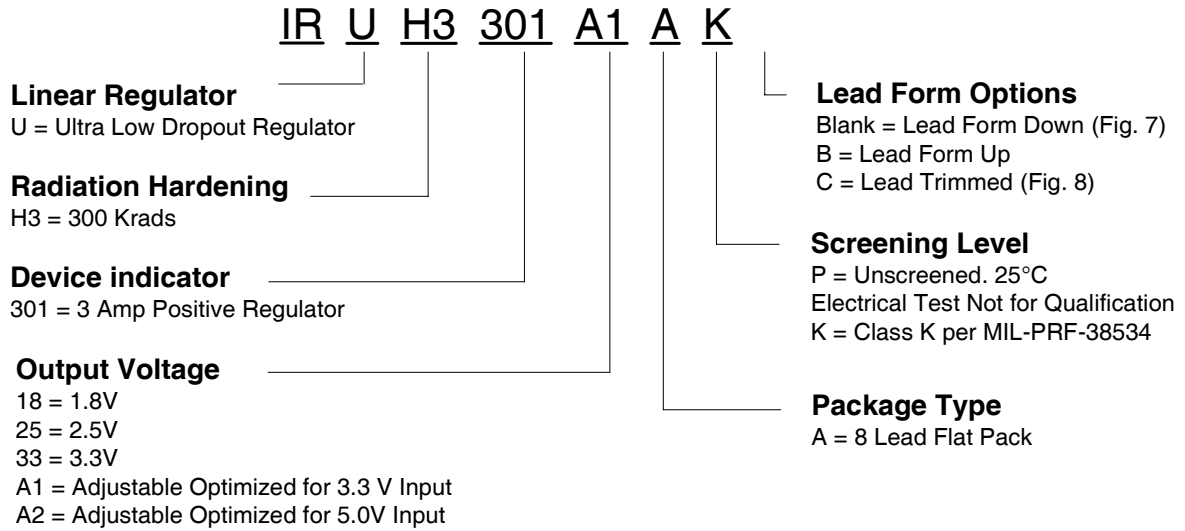 IR U H3 301 A1 A K
Linear Regulator
U = Ultra Low Dropout Regulator
Radiation Hardening
H3 = 300 Krads
Device indicator
301 = 3 Amp Positive Regulator
Output Voltage
18 = 1.8V
25 = 2.5V
33 = 3.3V
A1 = Adjustable Optimized for 3.3 V Input
A2 = Adjustable Optimized for 5.0V Input
Lead Form Options
Blank = Lead Form Down (Fig. 7)
B = Lead Form Up
C = Lead Trimmed (Fig. 8)
Screening Level
P = Unscreened. 25°C
Electrical Test Not for Qualification
K = Class K per MIL-PRF-38534
Package Type
A = 8 Lead Flat Pack